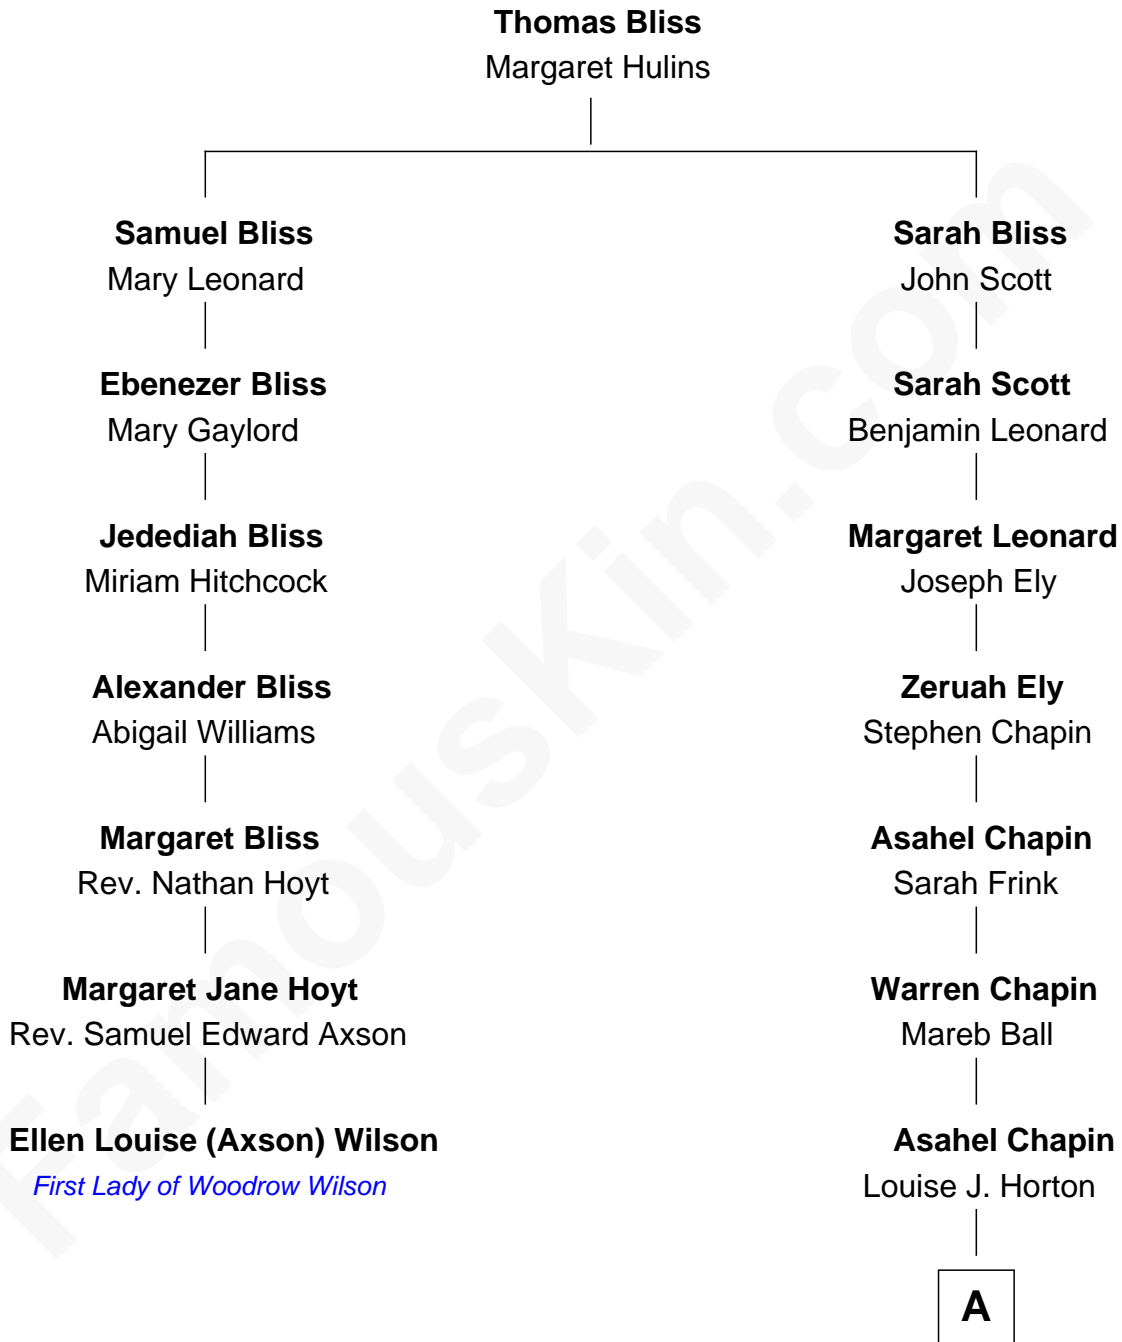 Thomas Bliss
Margaret Hulins
Samuel Bliss
Mary Leonard
Ebenezer Bliss
Mary Gaylord
Jedediah Bliss
Miriam Hitchcock
Alexander Bliss
Abigail Williams
Margaret Bliss
Rev. Nathan Hoyt
Margaret Jane Hoyt
Rev. Samuel Edward Axson
Ellen Louise (Axson) Wilson
First Lady of Woodrow Wilson
Sarah Bliss
John Scott
Sarah Scott
Benjamin Leonard
Margaret Leonard
Joseph Ely
Zeruah Ely
Stephen Chapin
Asahel Chapin
Sarah Frink
Warren Chapin
Mareb Ball
Asahel Chapin
Louise J. Horton
A
FamousKin.com